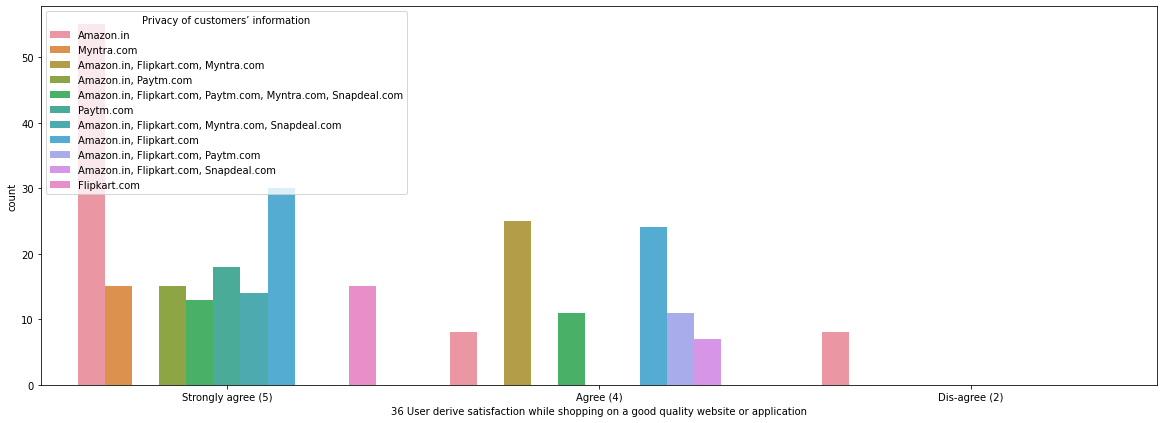 Privacy of customers’ information
Amazon.in
Myntra.com
Amazon.in, Flipkart.com, Myntra.com
Amazon.in, Paytm.com
Amazon.in, Flipkart.com, Paytm.com, Myntra.com, Snapdeal.com
Paytm.com
Amazon.in, Flipkart.com, Myntra.com, Snapdeal.com
Amazon.in, Flipkart.com
Amazon.in, Flipkart.com, Paytm.com
Amazon.in, Flipkart.com, Snapdeal.com
Flipkart.com
count
50
40
30
20
10
0
Strongly agree (5)
Agree (4)
Dis-agree (2)
36 User derive satisfaction while shopping on a good quality website or application